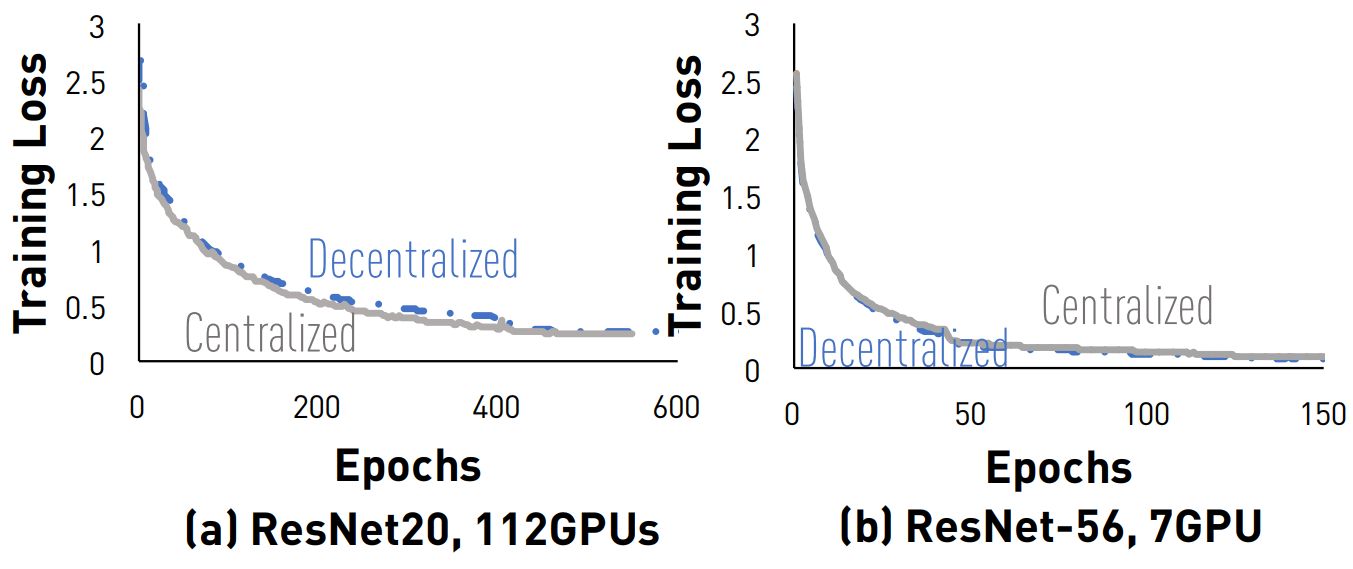 3
2.5
2
1.5
1
0.5
0
Training Loss
Decentralized
Centralized
0 200 400 600
Epochs
(a) ResNet20, 112GPUs
3
2.5
2
1.5
1
0.5
0
Training Loss
Centralized
Decentralized
0 50 100 150
Epochs
(b) ResNet-56, 7GPU